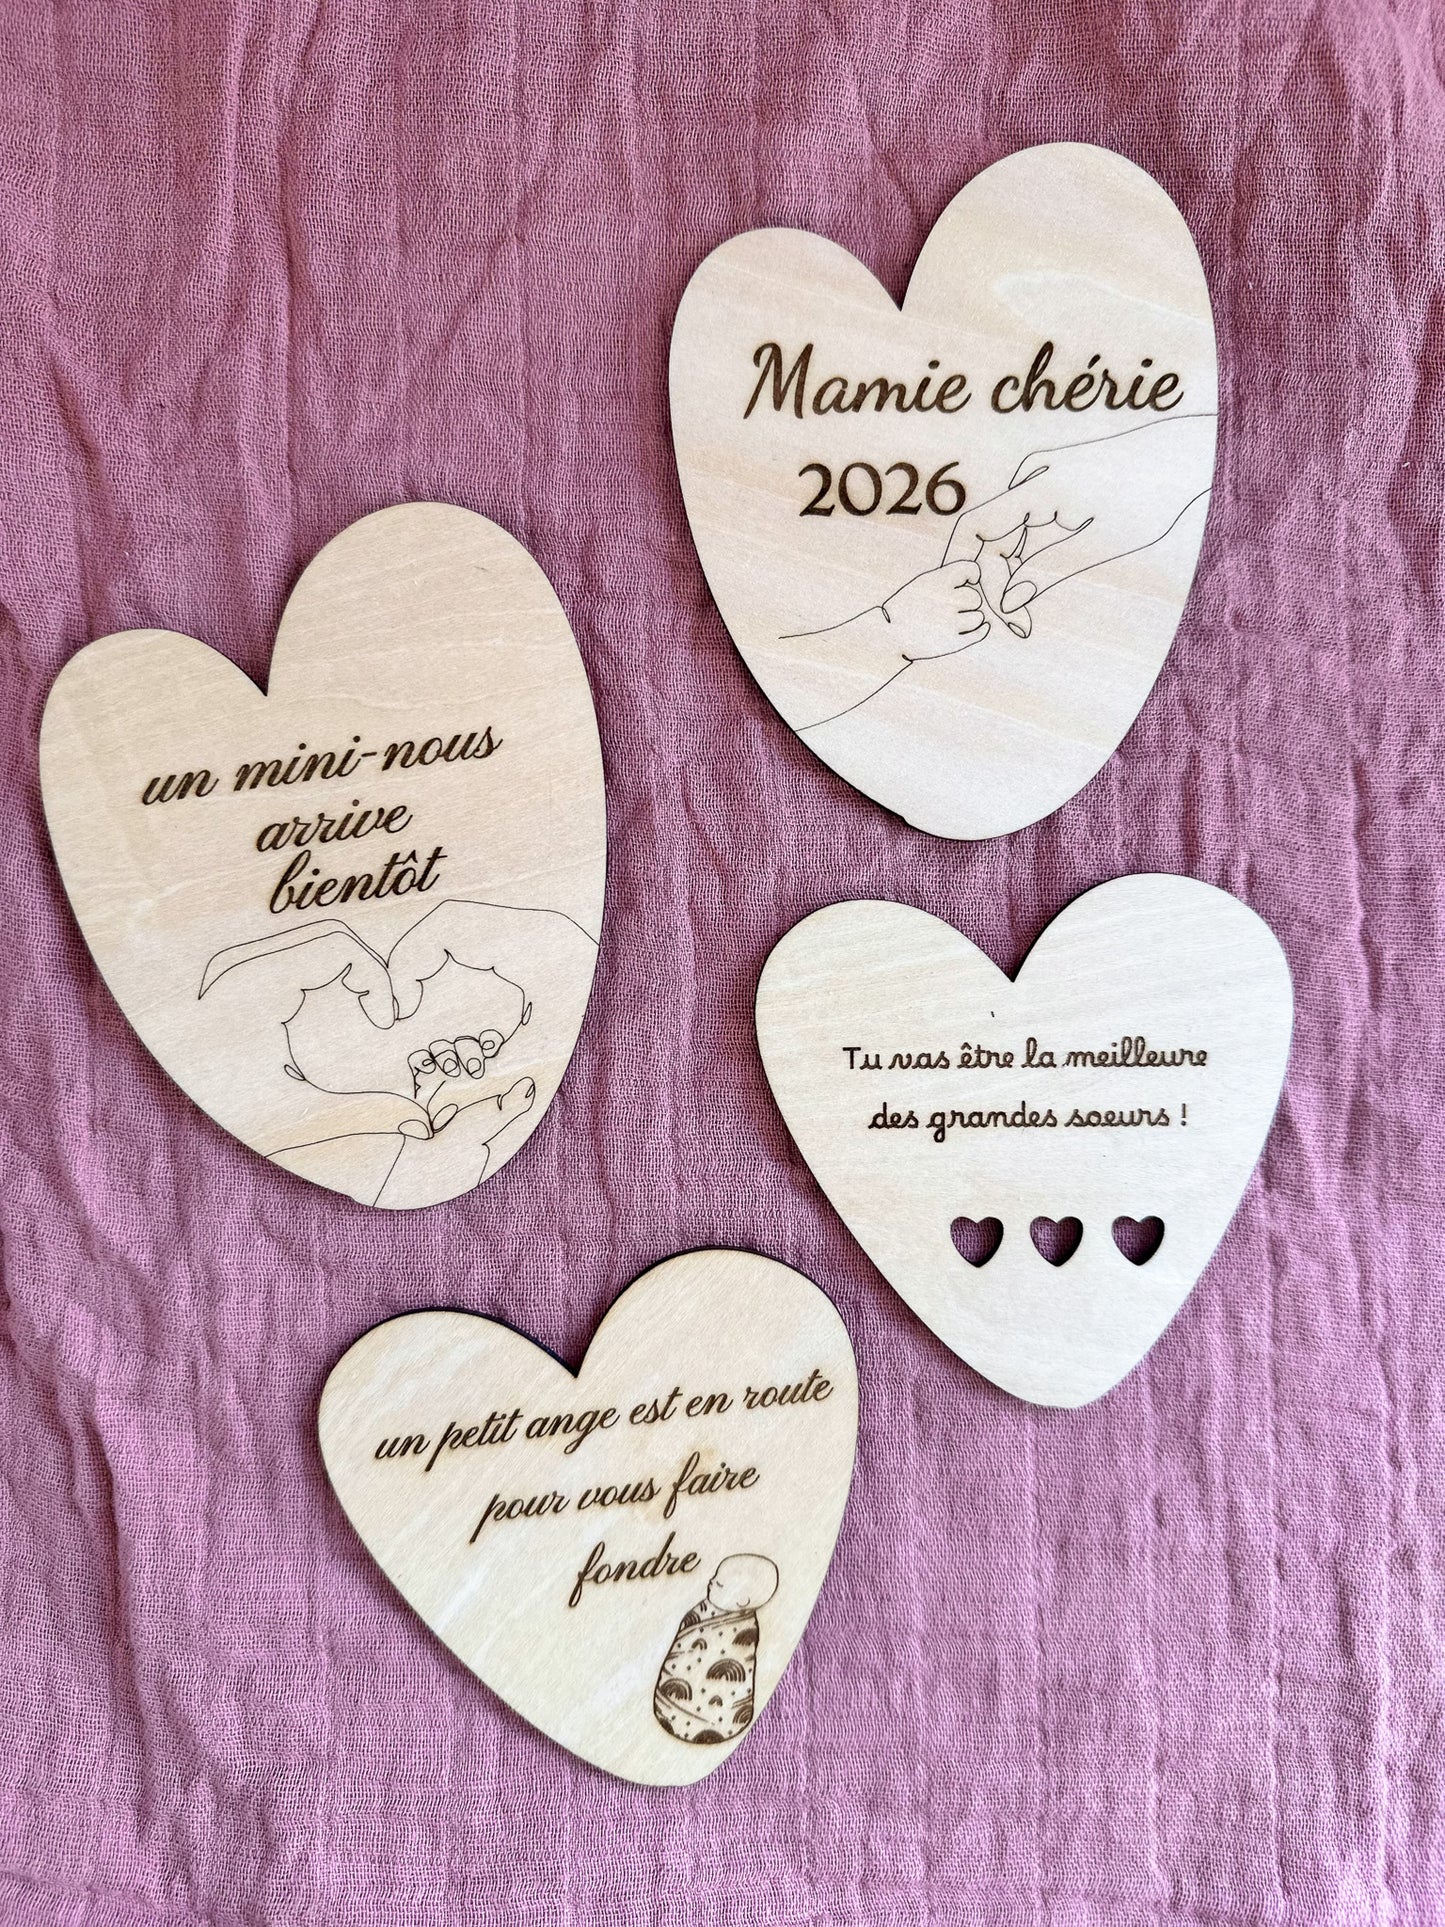 Mamie chérie
2026
un mini-nous
arrive
bientôt
Tu vas être la meilleure
des grandes soeurs !
un petit ange est en route
pour vous faire
fondre